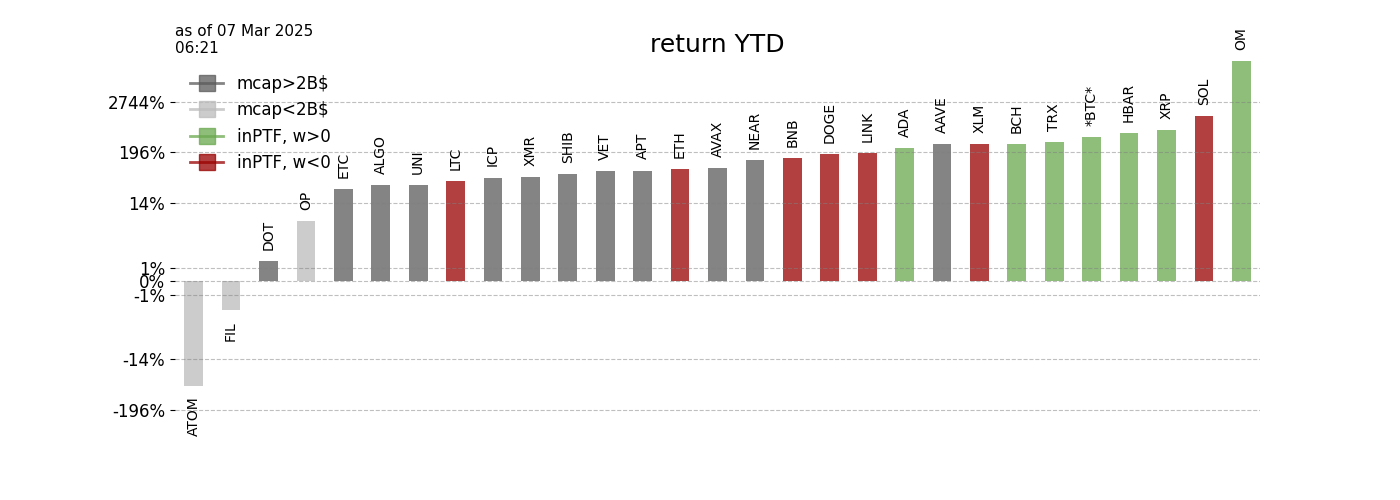 as of 07 Mar 2025
06:21
return YTD
mcap>2B$
mcap<2B$
inPTF, w>0
inPTF, w<0
2744%
196%
14%
1%
0%
-1%
-14%
-196%
ATOM
FIL
DOT
OP
ETC
ALGO
UNI
LTC
ICP
XMR
SHIB
VET
APT
ETH
AVAX
NEAR
BNB
DOGE
LINK
ADA
AAVE
XLM
BCH
TRX
*BTC*
HBAR
XRP
SOL
OM